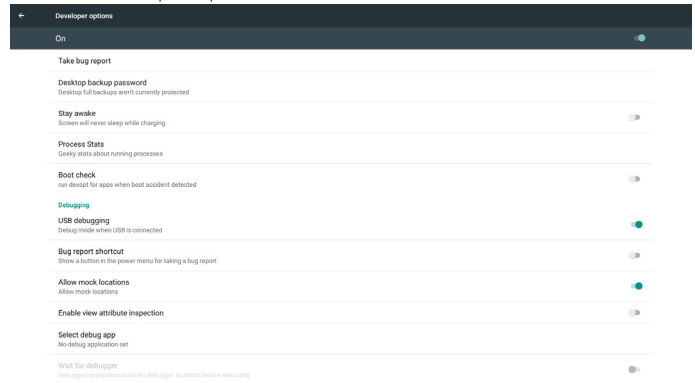 Developer options
On
Take bug report
Desktop backup password
Desktop full backups aren't currently protected
Stay awake
Screen will never sleep while charging
Process Stats
Geeky stats about running processes
Boot check
run dexopt for apps when boot accident detected
Debugging
USB debugging
Debug mode when USB is connected
Bug report shortcut
Show a button in the power menu for taking a bug report
Allow mock locations
Allow mock locations
Enable view attribute inspection
Select debug app
No debug application set
Wait for debugger
Debugged application waits for debugger to attach before executing